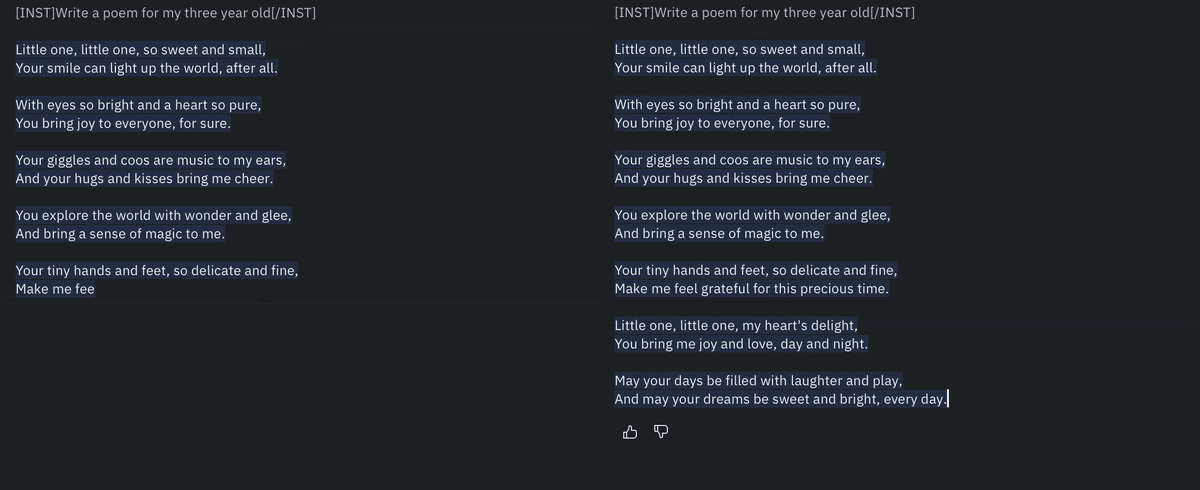 [INST]Write a poem for my three year old[/INST]
Little one, little one, so sweet and small,
Your smile can light up the world, after all.
With eyes so bright and a heart so pure,
You bring joy to everyone, for sure.
Your giggles and coos are music to my ears,
And your hugs and kisses bring me cheer.
You explore the world with wonder and glee,
And bring a sense of magic to me.
Your tiny hands and feet, so delicate and fine,
Make me fee
[INST]Write a poem for my three year old[/INST]
Little one, little one, so sweet and small,
Your smile can light up the world, after all.
With eyes so bright and a heart so pure,
You bring joy to everyone, for sure.
Your giggles and coos are music to my ears,
And your hugs and kisses bring me cheer.
You explore the world with wonder and glee,
And bring a sense of magic to me.
Your tiny hands and feet, so delicate and fine,
Make me feel grateful for this precious time.
Little one, little one, my heart's delight,
You bring me joy and love, day and night.
May your days be filled with laughter and play,
And may your dreams be sweet and bright, every day.